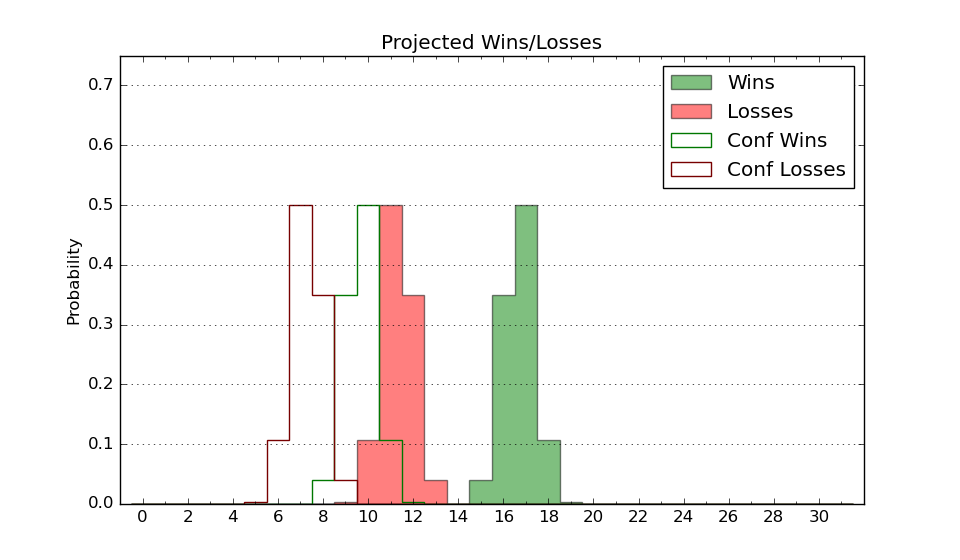 Projected Wins/Losses
Wins
Losses
Conf Wins
Conf Losses
Probability
0.7
0.6
0.5
0.4
0.3
0.2
0.1
0.0
0 2 4 6 8 10 12 14 16 18 20 22 24 26 28 30